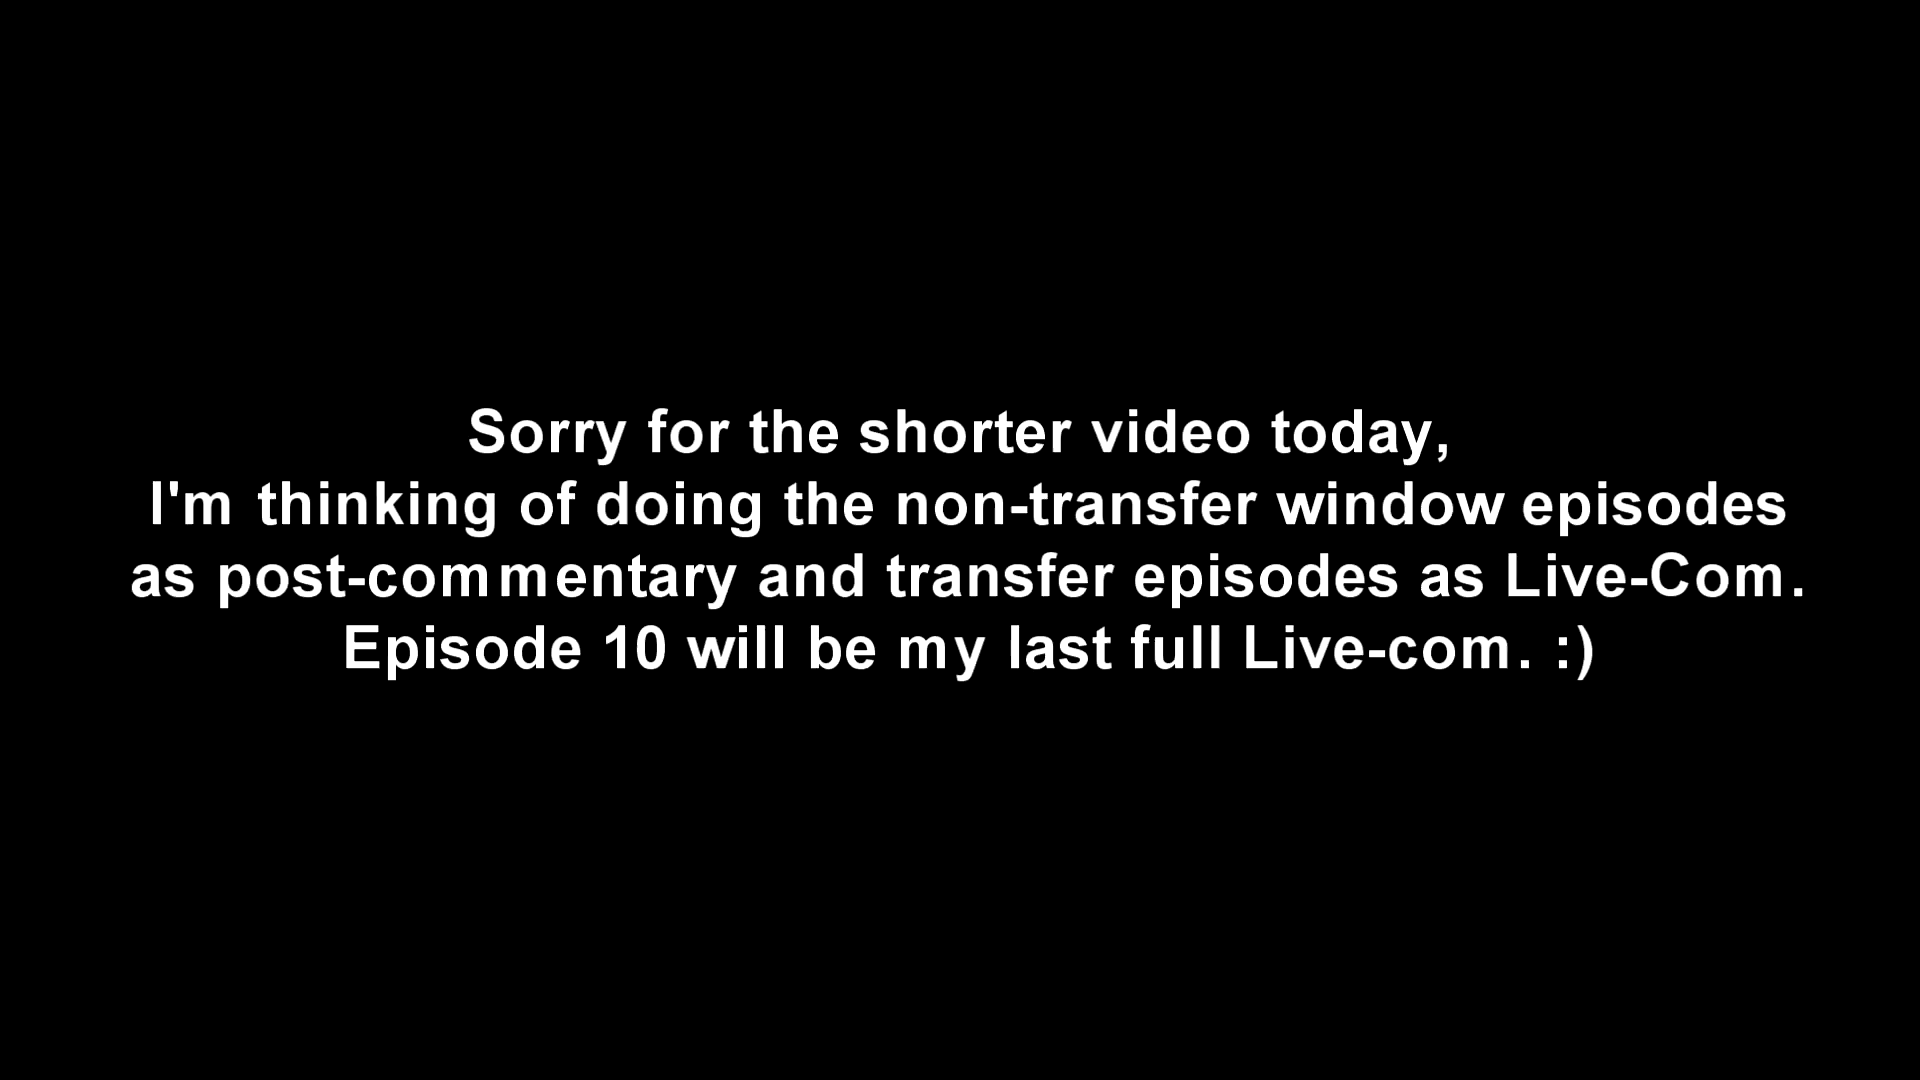 Sorry for the shorter video today,
I'm thinking of doing the non-transfer window episodes
as post-commentary and transfer episodes as Live-Com.
Episode 10 will be my last full Live-com. :)